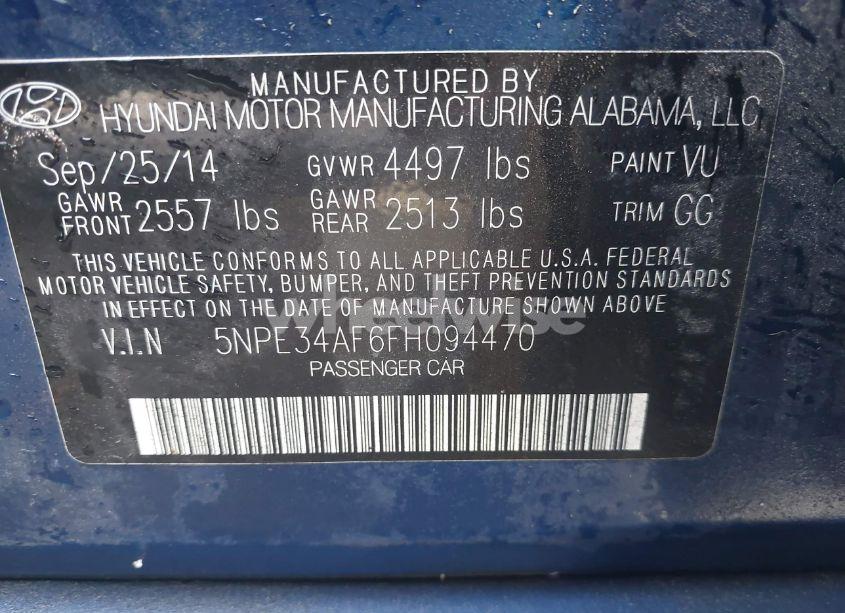 MANUFACTURED BY
HYUNDAI MOTOR MANUFACTURING ALABAMA, LLC
Sep/25/14 GVWR 4497 lbs PAINT VU
GAWR FRONT 2557 lbs GAWR REAR 2513 lbs TRIM GG
THIS VEHICLE CONFORMS TO ALL APPLICABLE U.S.A. FEDERAL
MOTOR VEHICLE SAFETY, BUMPER, AND THEFT PREVENTION STANDARDS
IN EFFECT ON THE DATE OF MANUFACTURE SHOWN ABOVE
wheelwise
V.I.N 5NPE34AF6FH094470
PASSENGER CAR